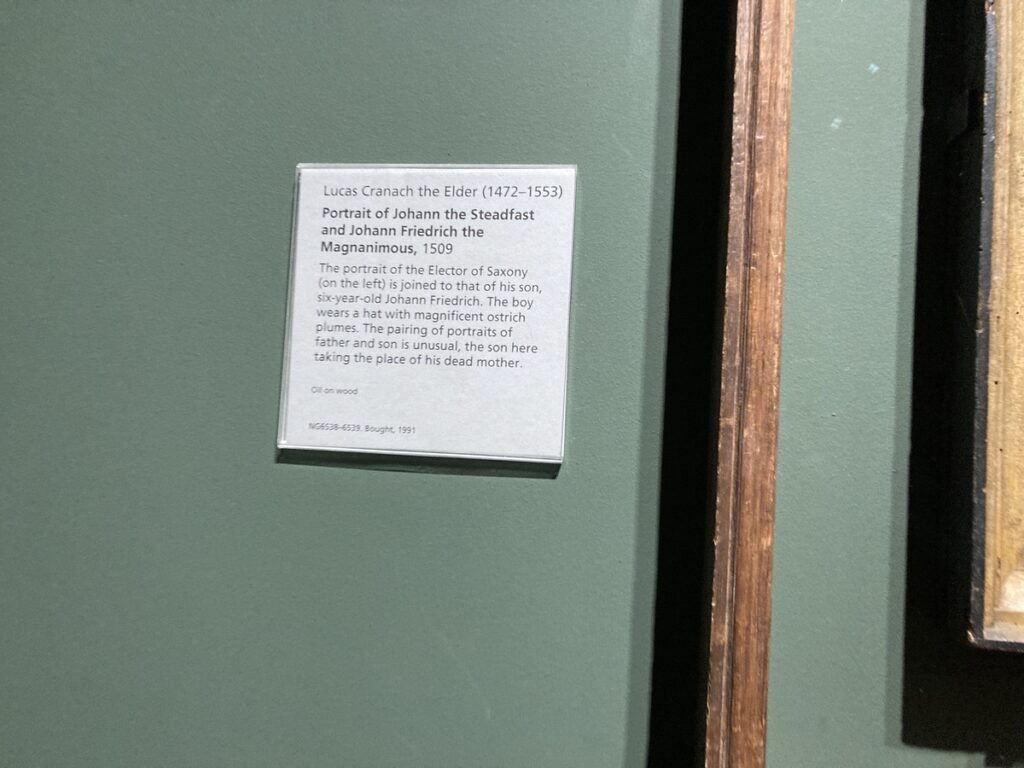 Lucas Cranach the Elder (1472–1553)
Portrait of Johann the Steadfast
and Johann Friedrich the
Magnanimous, 1509
The portrait of the Elector of Saxony
(on the left) is joined to that of his son,
six-year-old Johann Friedrich. The boy
wears a hat with magnificent ostrich
plumes. The pairing of portraits of
father and son is unusual, the son here
taking the place of his dead mother.
Oil on wood
NG6538–6539. Bought, 1991